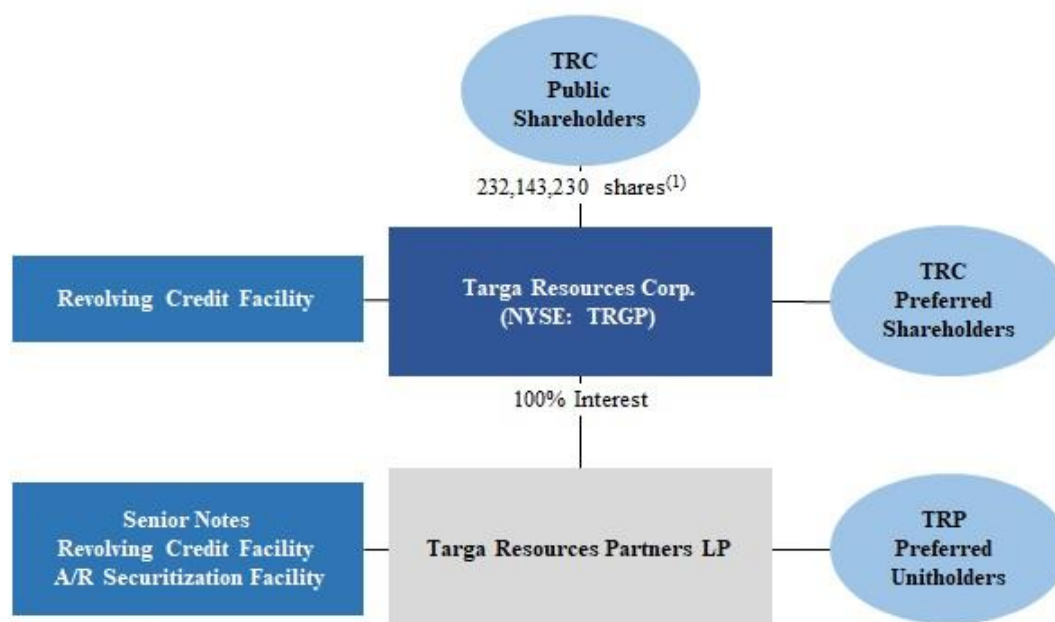 TRC
Public
Shareholders
232,143,230 shares(1)
Revolving Credit Facility
Targa Resources Corp.
(NYSE: TRGP)
TRC
Preferred
Shareholders
100% Interest
Senior Notes
Revolving Credit Facility
A/R Securitization Facility
Targa Resources Partners LP
TRP
Preferred
Unitholders